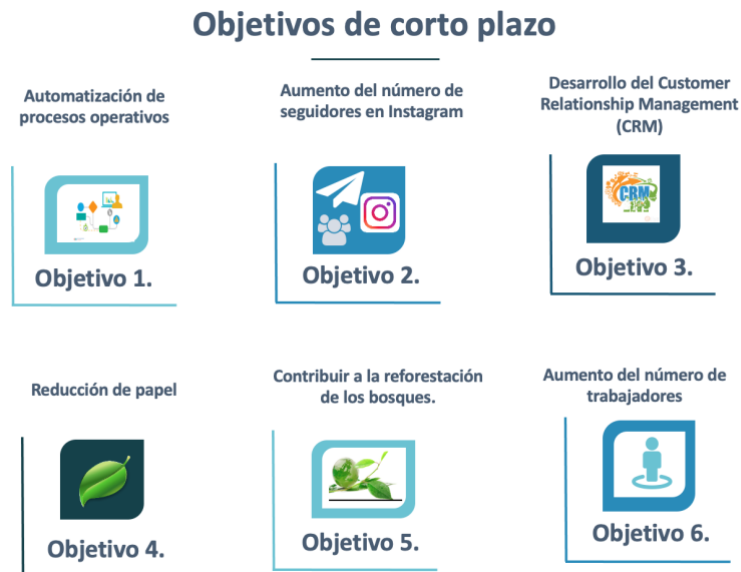 Objetivos de corto plazo
Automatización de
procesos operativos
Objetivo 1.
Aumento del número de
seguidores en Instagram
Objetivo 2.
Desarrollo del Customer
Relationship Management
(CRM)
CRM
Objetivo 3.
Reducción de papel
Objetivo 4.
Contribuir a la reforestación
de los bosques.
Objetivo 5.
Aumento del número de
trabajadores
Objetivo 6.